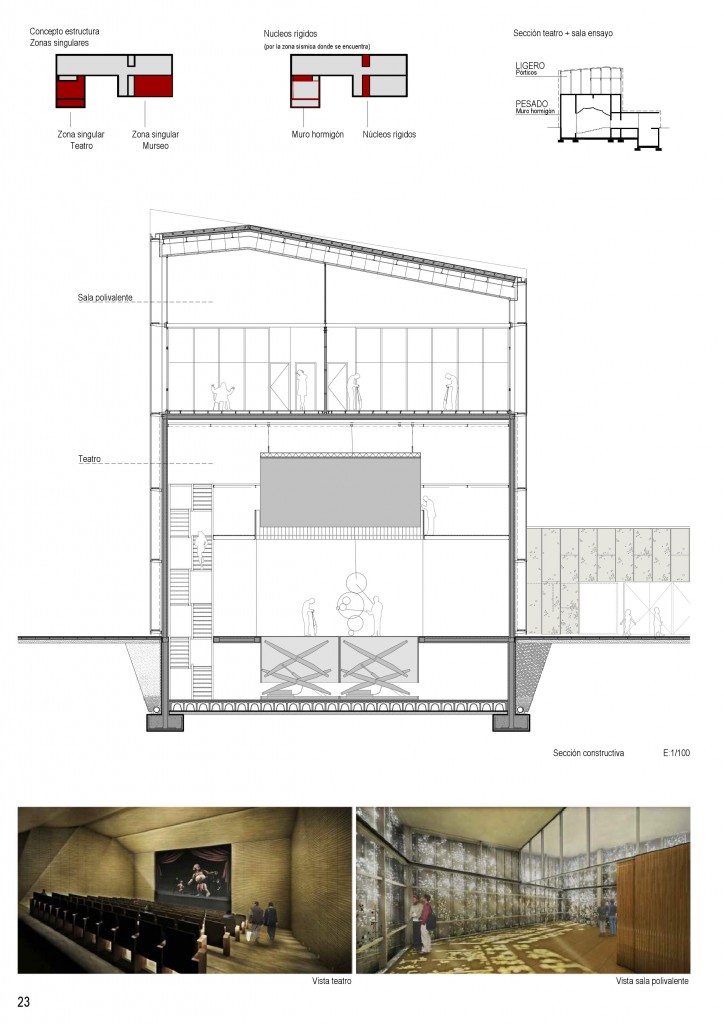 Concepto estructura
Zonas singulares
Zona singular
Teatro
Zona singular
Murseo
Nucleos rigidos
(por la zona sismica donde se encuentra)
Muro hormigón
Núcleos rigidos
Sección teatro + sala ensayo
LIGERO
Pórticos
PESADO
Muro hormigón
Sala polivalente
Teatro
Sección constructiva E:1/100
Vista teatro
Vista sala polivalente
23